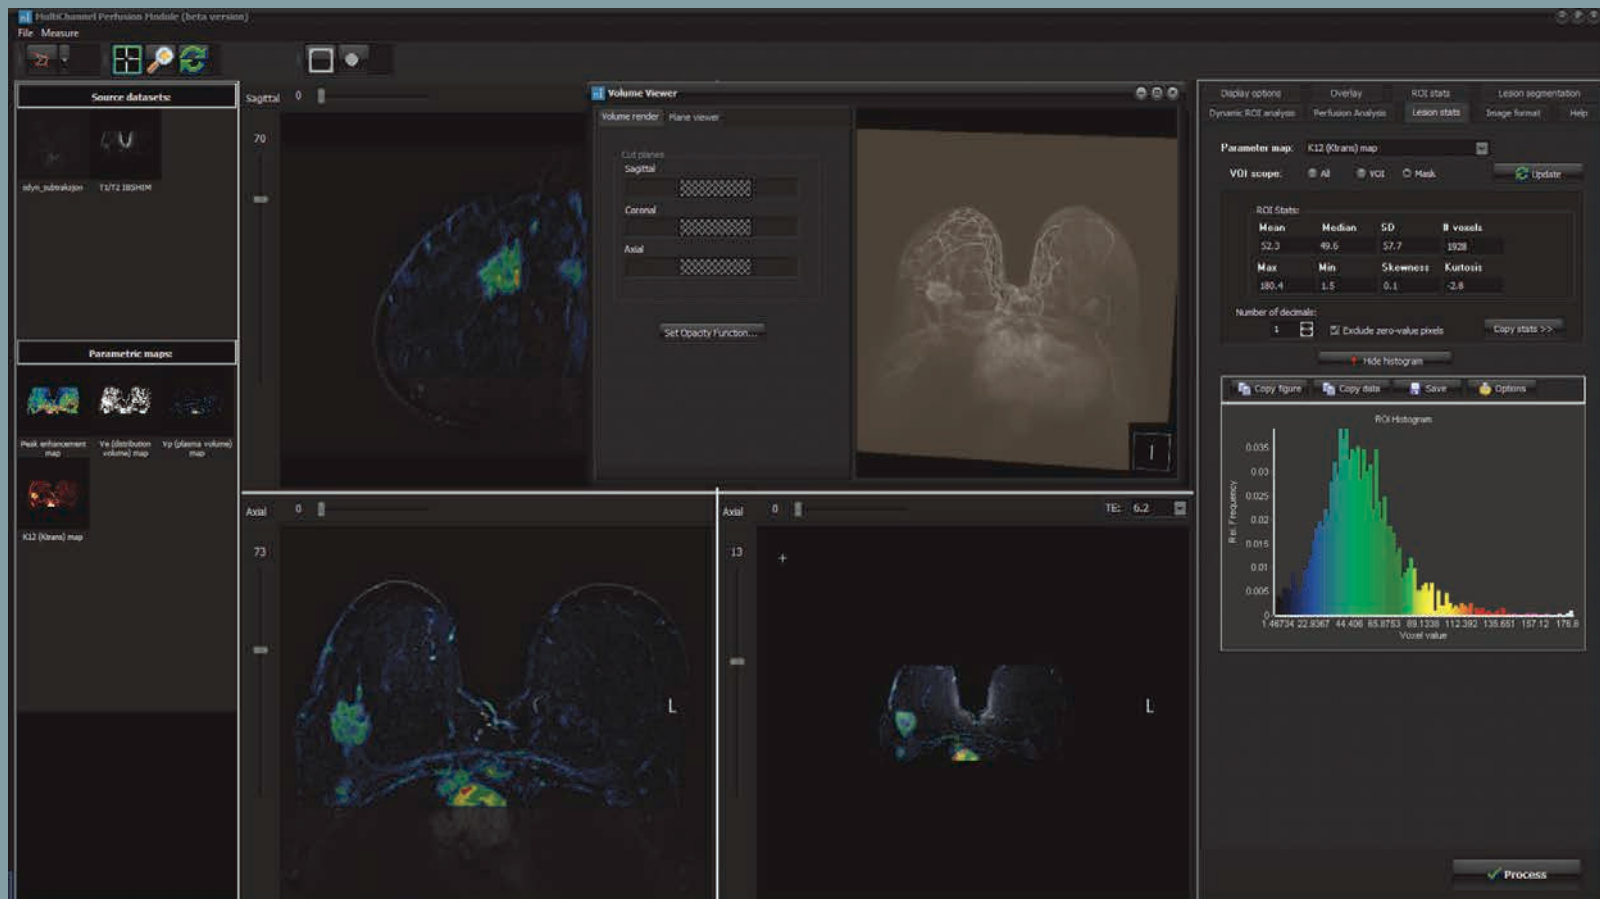 nI MultiChannel Perfusion Module (beta version)
File Measure
Source datasets:
T1/T2 IBSHIM
Parametric maps:
Peak enhancement map
Ve (distribution volume) map
Vp (plasma volume) map
K12 (Ktrans) map
Sagittal 0
70
nI Volume Viewer
Volume render Plane viewer
Cut planes
Sagittal
Coronal
Axial
Set Opacity Function...
I
Axial 0
73
L
Axial 0 TE: 6.2
13
L
Display options Overlay ROI stats Lesion segmentation
Dynamic ROI analysis Perfusion Analysis Lesion stats Image format Help
Parameter map: K12 (Ktrans) map
VOI scope: All VOI Mask Update
ROI Stats:
Mean Median SD # voxels
52.3 49.6 57.7 1928
Max Min Skewness Kurtosis
180.4 1.5 0.1 -2.8
Number of decimals:
1 Exclude zero-value pixels Copy stats >>
Hide histogram
Copy figure Copy data Save Options
ROI Histogram
Rel. Frequency
0.035
0.03
0.025
0.02
0.015
0.01
0.005
0
1.46734 22.9367 44.406 65.8753 89.1338 112.392 135.651 157.12 178.8
Voxel value
Process